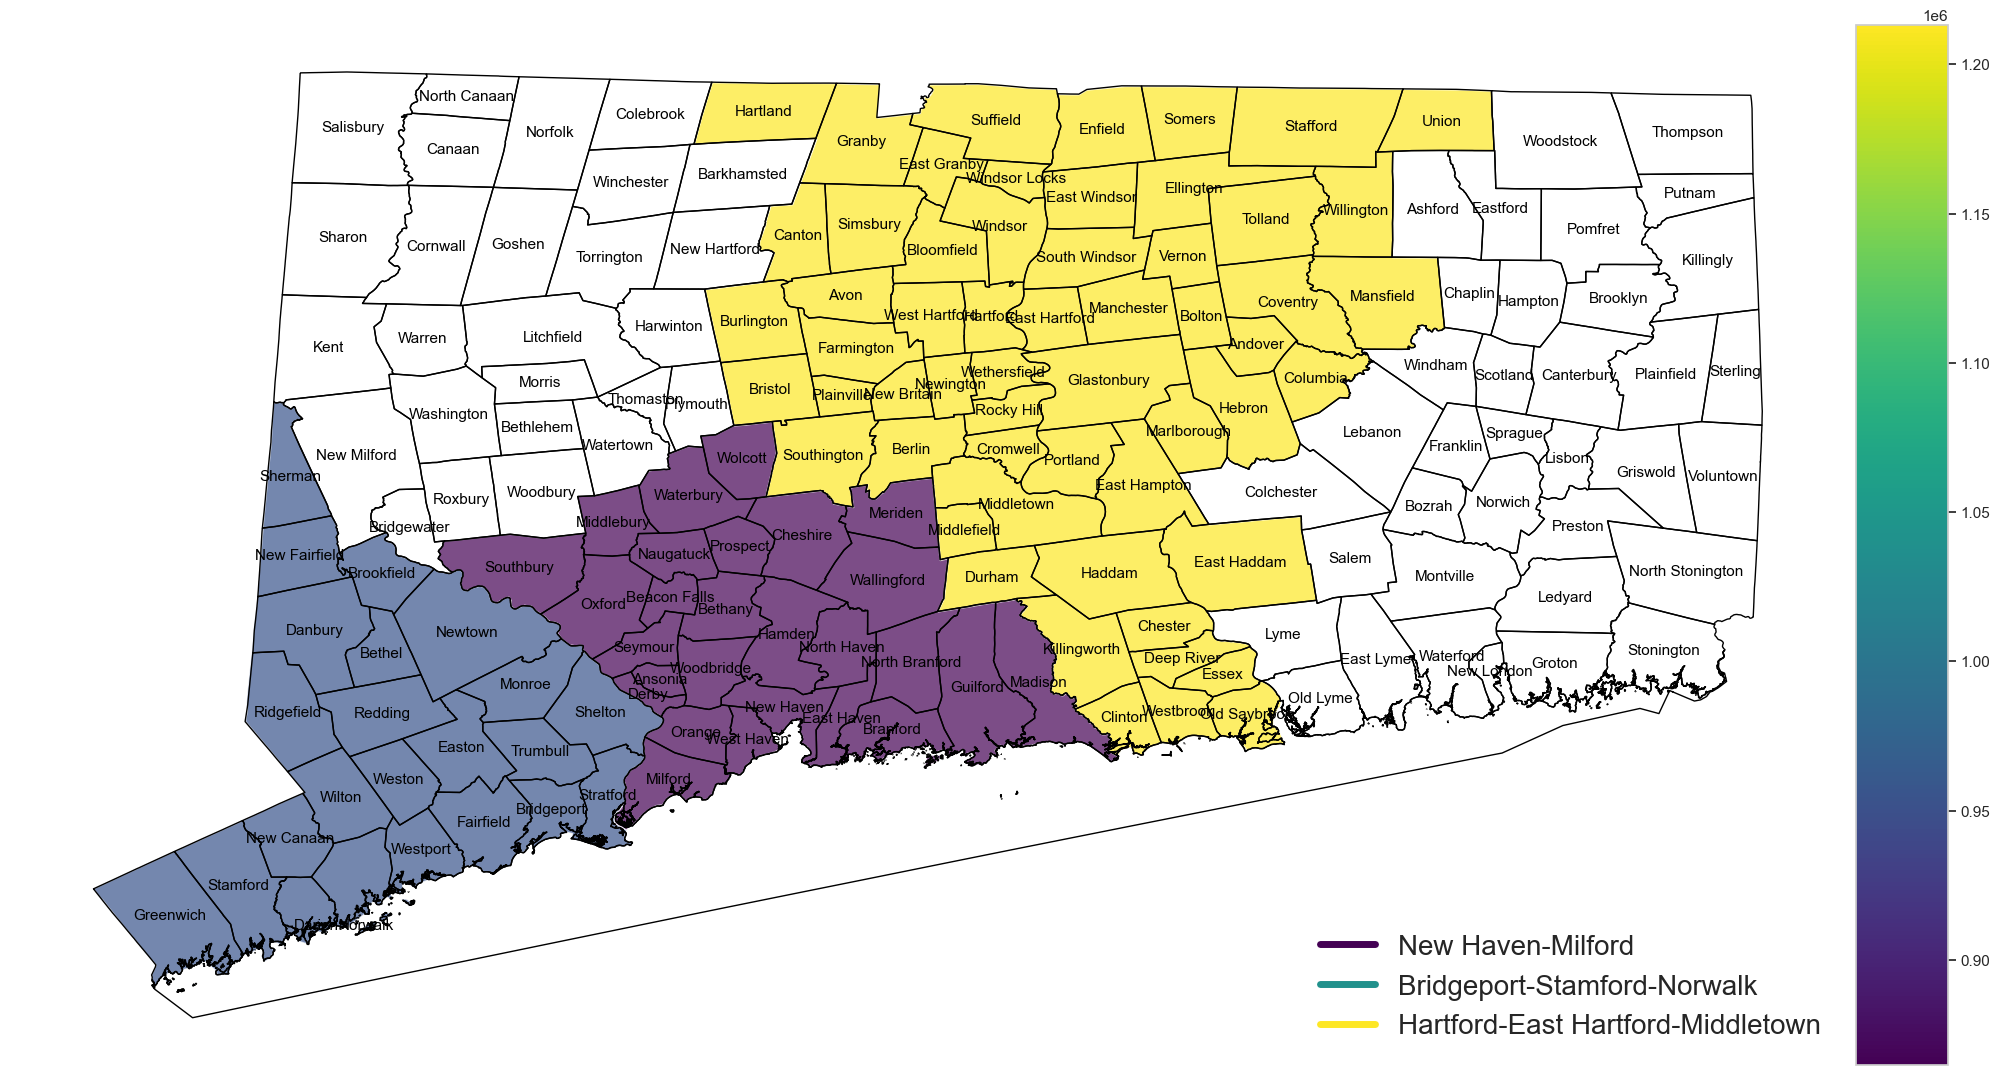 1e6
North Canaan
Colebrook
Hartland
Salisbury
Norfolk
Canaan
Granby
Suffield
Enfield
Somers
Stafford
Union
Woodstock
Thompson
Winchester
Barkhamsted
East Granby
Windsor Locks
East Windsor
Ellington
Willington
Ashford
Eastford
Putnam
Sharon
Cornwall
Goshen
Torrington
New Hartford
Canton
Simsbury
Bloomfield
Windsor
South Windsor
Vernon
Tolland
Pomfret
Killingly
Kent
Warren
Litchfield
Harwinton
Burlington
Avon
Farmington
West Hartford
Hartford
East Hartford
Manchester
Bolton
Coventry
Mansfield
Chaplin
Hampton
Brooklyn
Morris
Washington
Bethlehem
Thomaston
Plymouth
Watertown
Bristol
Plainville
New Britain
Newington
Wethersfield
Rocky Hill
Glastonbury
Andover
Hebron
Columbia
Windham
Scotland
Canterbury
Plainfield
Sterling
New Milford
Sherman
Bridgewater
Roxbury
Woodbury
Waterbury
Wolcott
Southington
Berlin
Cromwell
Portland
Marlborough
East Hampton
Colchester
Lebanon
Franklin
Sprague
Lisbon
Griswold
Voluntown
New Fairfield
Brookfield
Southbury
Middlebury
Naugatuck
Prospect
Cheshire
Meriden
Middletown
Middlefield
Bozrah
Norwich
Preston
North Stonington
Danbury
Bethel
Newtown
Oxford
Beacon Falls
Bethany
Wallingford
Durham
Haddam
East Haddam
Salem
Montville
Ledyard
Ridgefield
Redding
Monroe
Shelton
Seymour
Ansonia
Derby
Woodbridge
Hamden
North Haven
North Branford
Guilford
Madison
Killingworth
Chester
Deep River
Essex
Lyme
East Lyme
Waterford
New London
Groton
Stonington
Wilton
Weston
Easton
Trumbull
Orange
Milford
New Haven
West Haven
East Haven
Branford
Clinton
Westbrook
Old Saybrook
Old Lyme
Greenwich
Stamford
New Canaan
Darien
Norwalk
Westport
Fairfield
Bridgeport
Stratford
1.20
1.15
1.10
1.05
1.00
0.95
0.90
New Haven-Milford
Bridgeport-Stamford-Norwalk
Hartford-East Hartford-Middletown